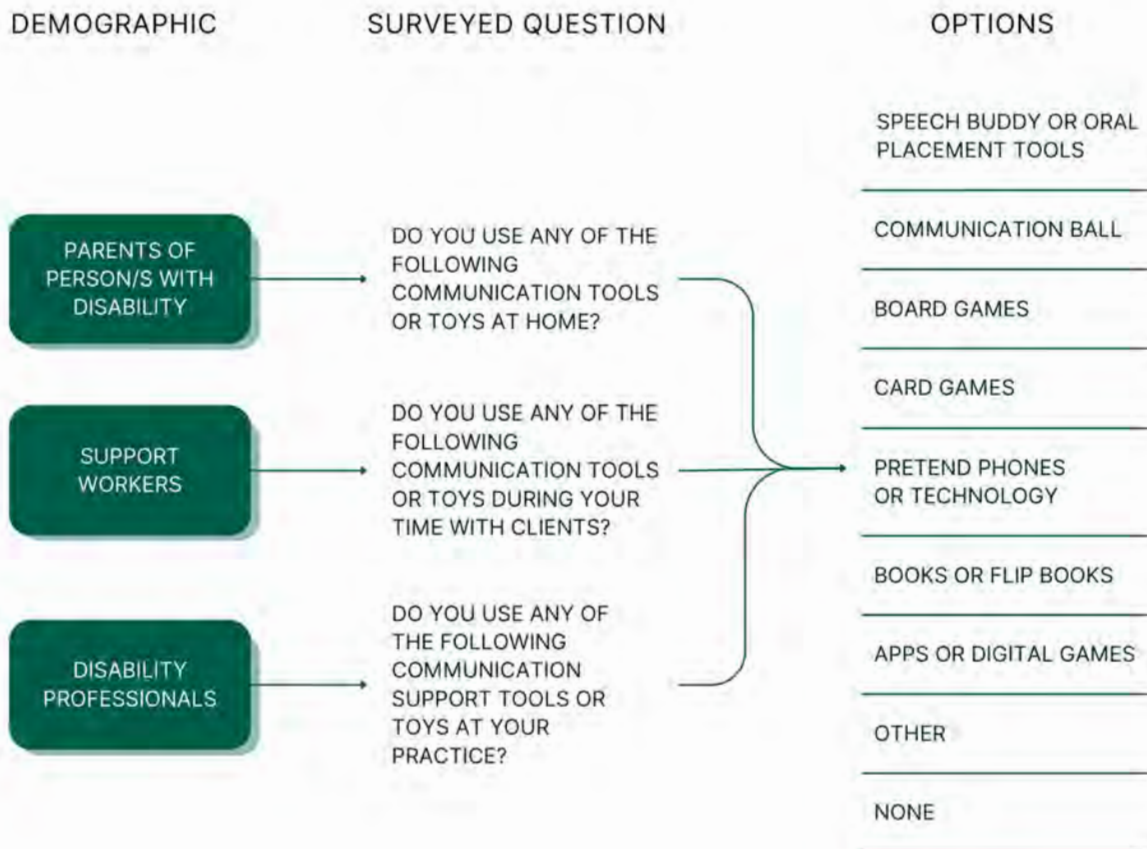 DEMOGRAPHIC
SURVEYED QUESTION
OPTIONS
PARENTS OF
PERSON/S WITH
DISABILITY
DO YOU USE ANY OF THE
FOLLOWING
COMMUNICATION TOOLS
OR TOYS AT HOME?
SUPPORT
WORKERS
DO YOU USE ANY OF THE
FOLLOWING
COMMUNICATION TOOLS
OR TOYS DURING YOUR
TIME WITH CLIENTS?
DISABILITY
PROFESSIONALS
DO YOU USE ANY OF
THE FOLLOWING
COMMUNICATION
SUPPORT TOOLS OR
TOYS AT YOUR
PRACTICE?
SPEECH BUDDY OR ORAL
PLACEMENT TOOLS
COMMUNICATION BALL
BOARD GAMES
CARD GAMES
PRETEND PHONES
OR TECHNOLOGY
BOOKS OR FLIP BOOKS
APPS OR DIGITAL GAMES
OTHER
NONE